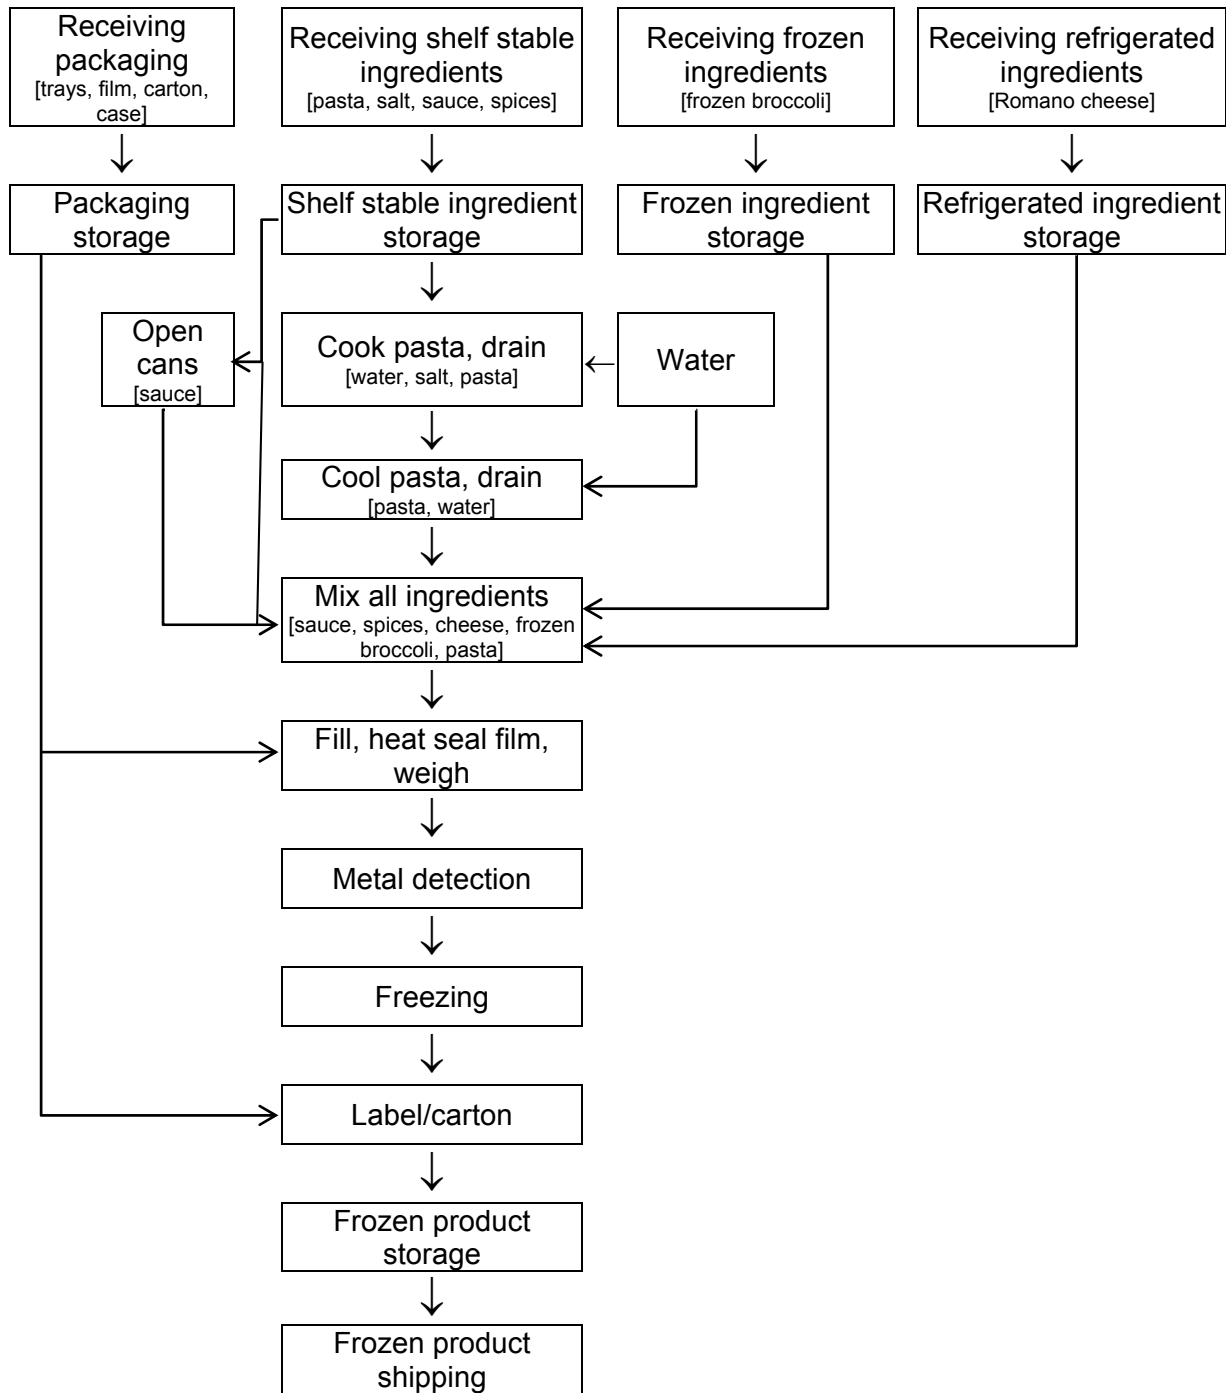 Receiving
packaging
[trays, film, carton,
case]
Receiving shelf stable
ingredients
[pasta, salt, sauce, spices]
Receiving frozen
ingredients
[frozen broccoli]
Receiving refrigerated
ingredients
[Romano cheese]
Packaging
storage
Shelf stable ingredient
storage
Frozen ingredient
storage
Refrigerated ingredient
storage
Open
cans
[sauce]
Cook pasta, drain
[water, salt, pasta]
Water
Cool pasta, drain
[pasta, water]
Mix all ingredients
[sauce, spices, cheese, frozen
broccoli, pasta]
Fill, heat seal film,
weigh
Metal detection
Freezing
Label/carton
Frozen product
storage
Frozen product
shipping